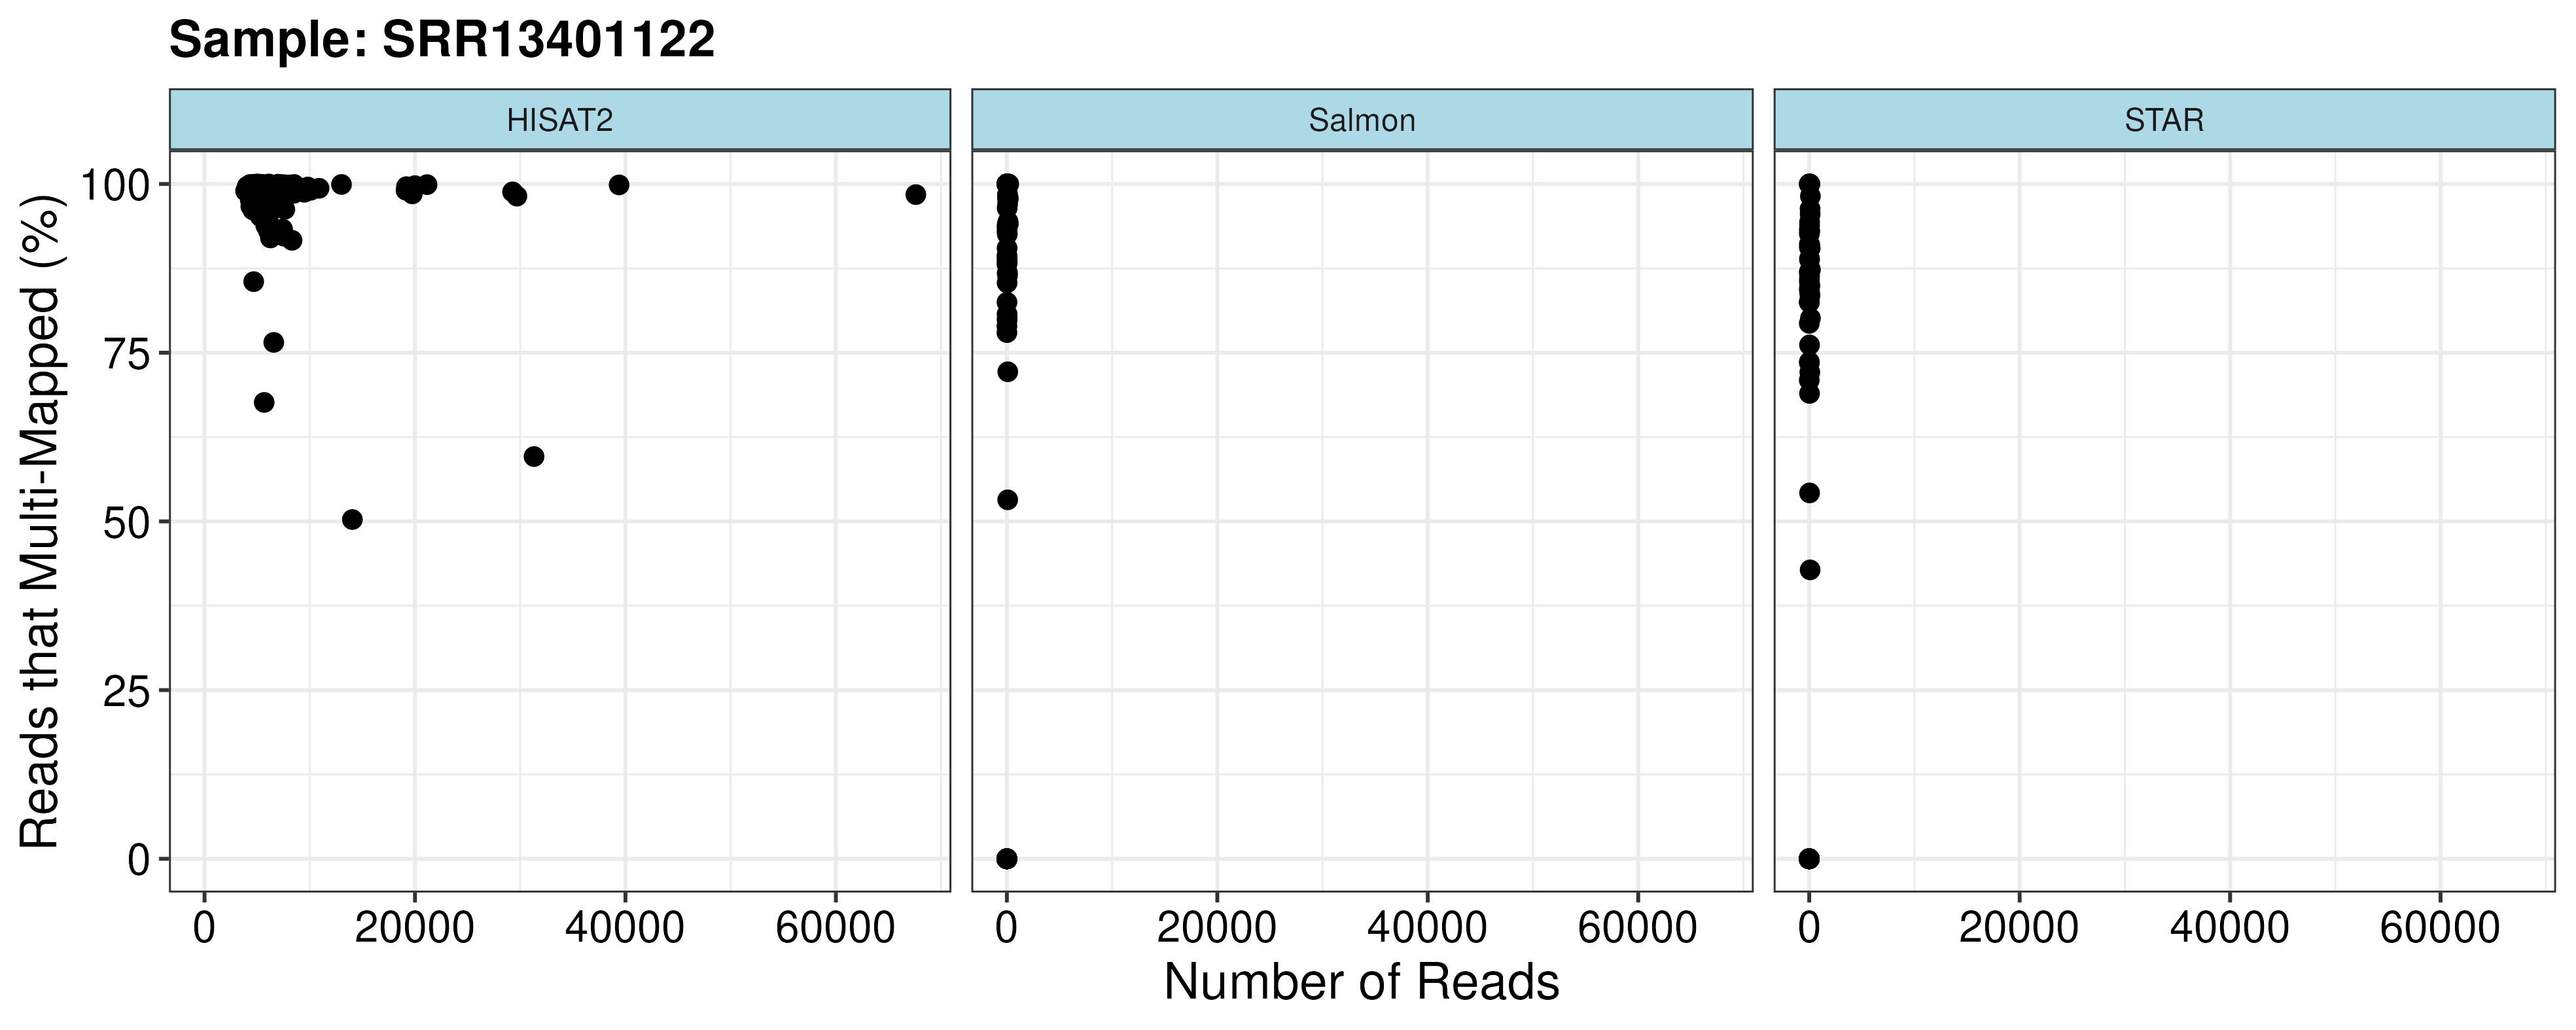 Sample: SRR13401122
HISAT2
Salmon
STAR
Reads that Multi-Mapped (%)
100
75
50
25
0
0 20000 40000 60000
0 20000 40000 60000
0 20000 40000 60000
Number of Reads